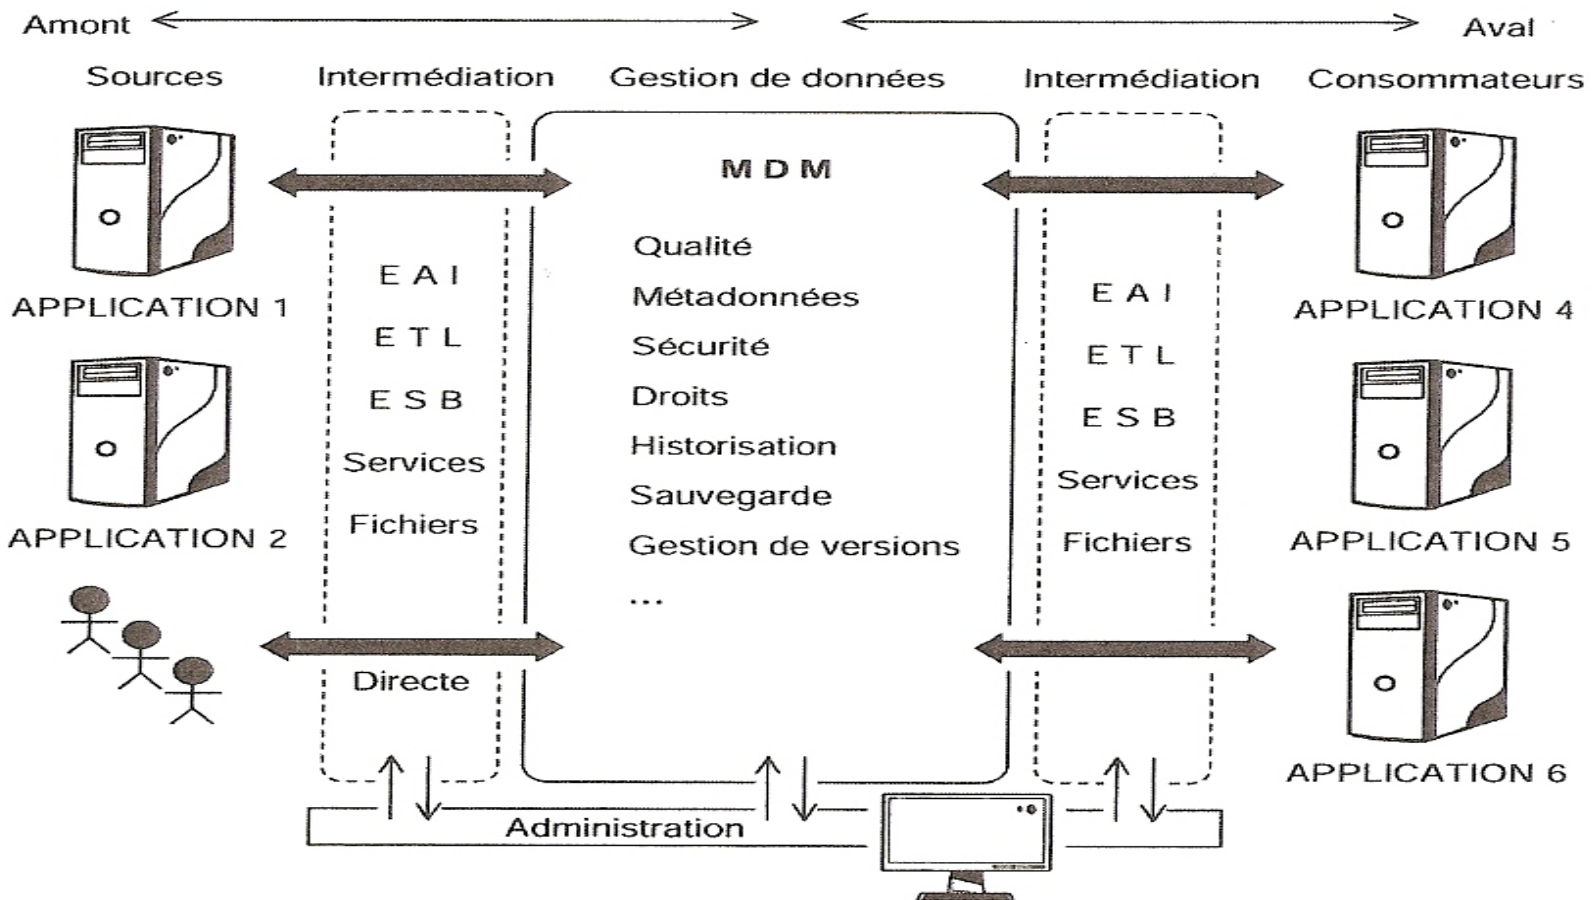 Amont
Aval
Sources
Intermédiation
Gestion de données
Intermédiation
Consommateurs
APPLICATION 1
APPLICATION 2
E A I
E T L
E S B
Services
Fichiers
Directe
M D M
Qualité
Métadonnées
Sécurité
Droits
Historisation
Sauvegarde
Gestion de versions
...
E A I
E T L
E S B
Services
Fichiers
APPLICATION 4
APPLICATION 5
APPLICATION 6
Administration